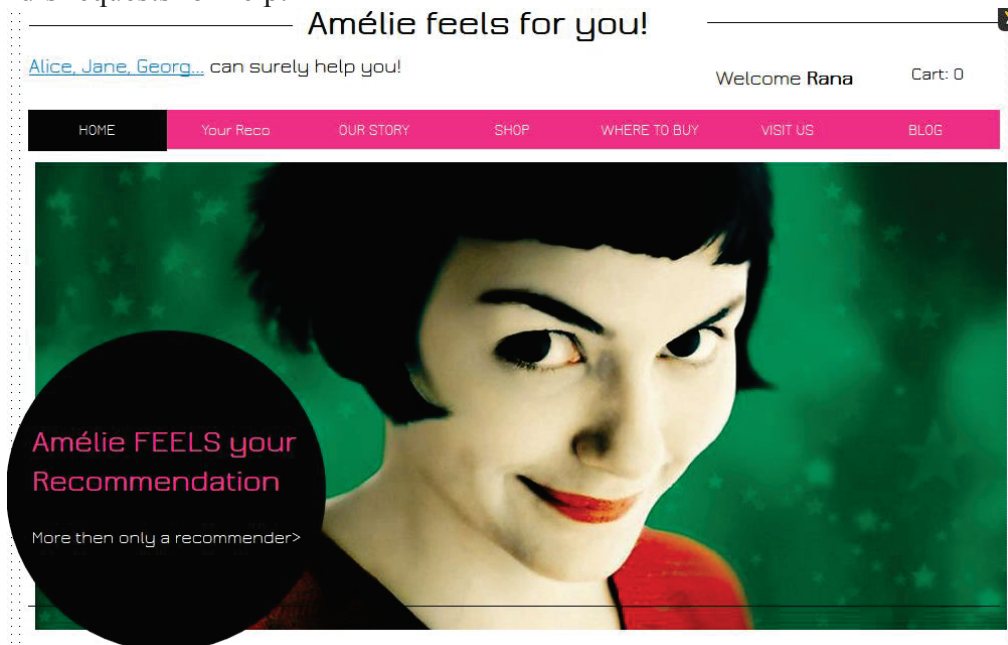 Amélie feels for you!
Alice, Jane, Georg... can surely help you!
Welcome Rana
Cart: 0
HOME Your Reco OUR STORY SHOP WHERE TO BUY VISIT US BLOG
Amélie FEELS your
Recommendation
More then only a recommender>